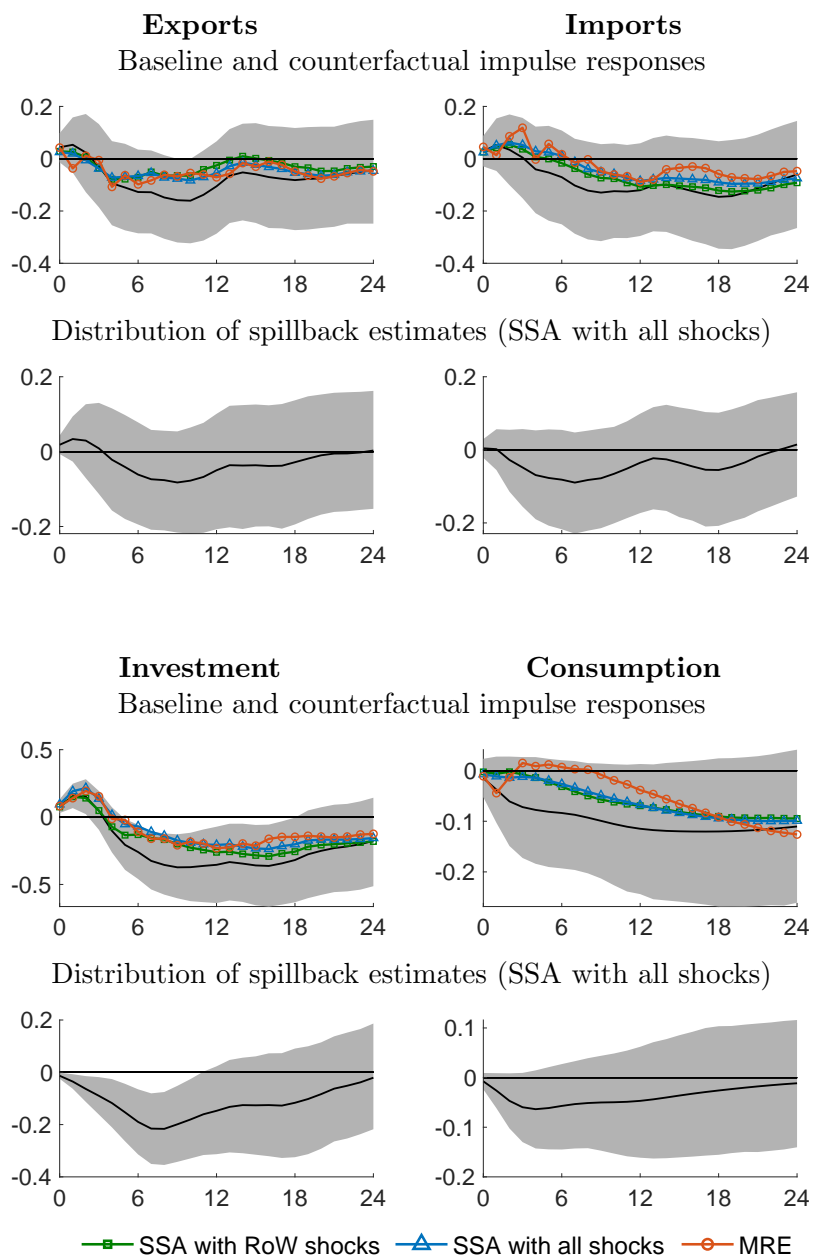 Exports Imports
Baseline and counterfactual impulse responses
0.2 0.2
0 0
-0.2 -0.2
-0.4 -0.4
0 6 12 18 24 0 6 12 18 24
Distribution of spillback estimates (SSA with all shocks)
0.2 0.2
0 0
-0.2 -0.2
0 6 12 18 24 0 6 12 18 24
Investment Consumption
Baseline and counterfactual impulse responses
0.5 0
0 -0.1
-0.5 -0.2
0 6 12 18 24 0 6 12 18 24
Distribution of spillback estimates (SSA with all shocks)
0.2 0.1
0 0
-0.2 -0.1
-0.4 -0.2
0 6 12 18 24 0 6 12 18 24
SSA with RoW shocks SSA with all shocks MRE